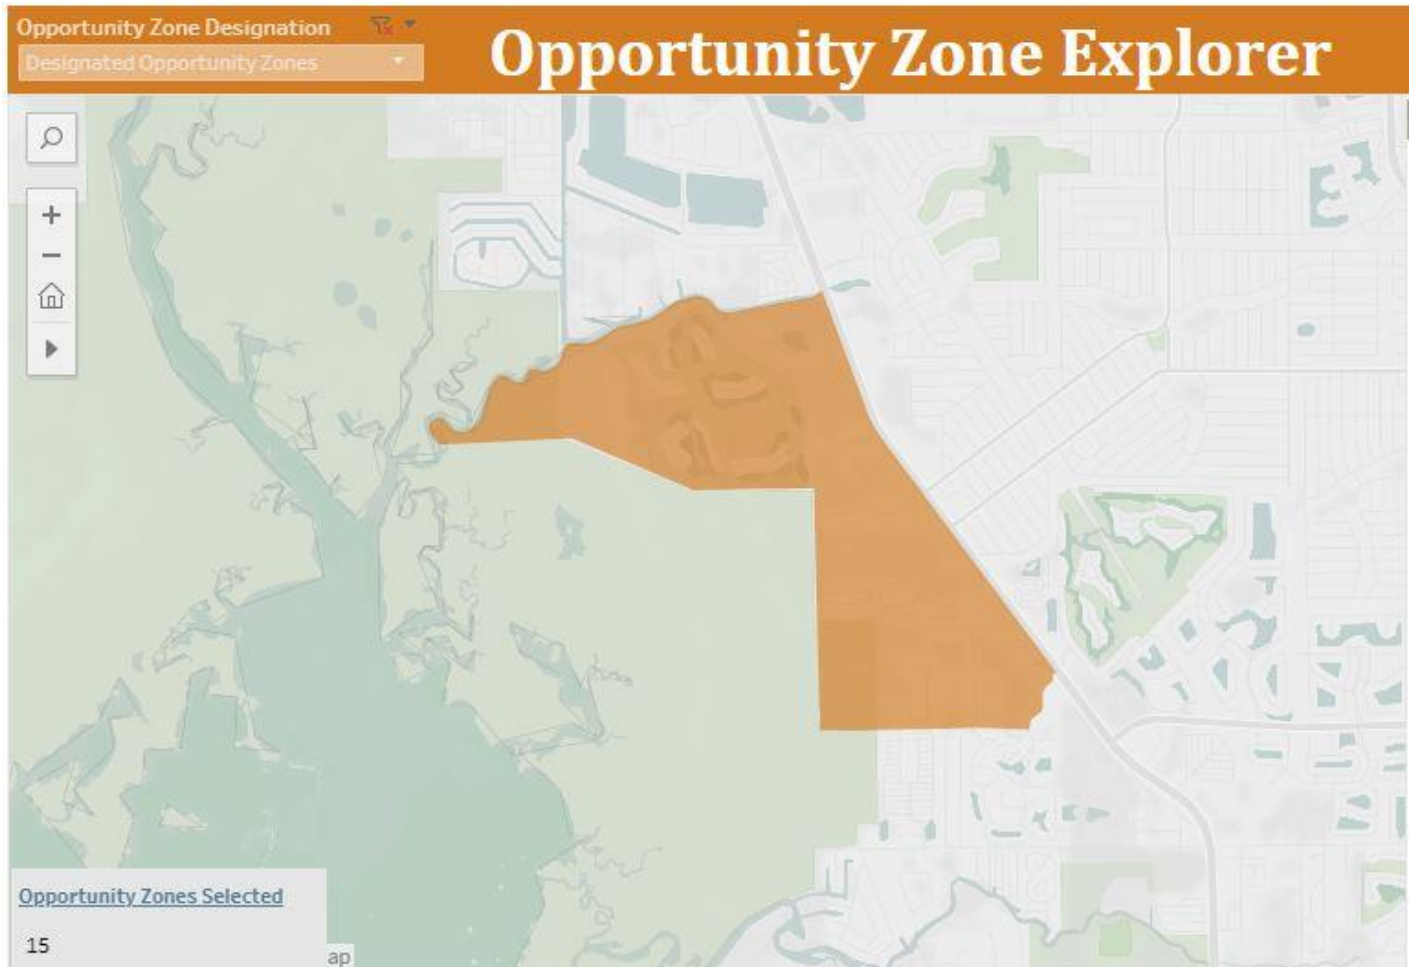 Opportunity Zone Designation
Designated Opportunity Zones
Opportunity Zone Explorer
Opportunity Zones Selected
15
ap